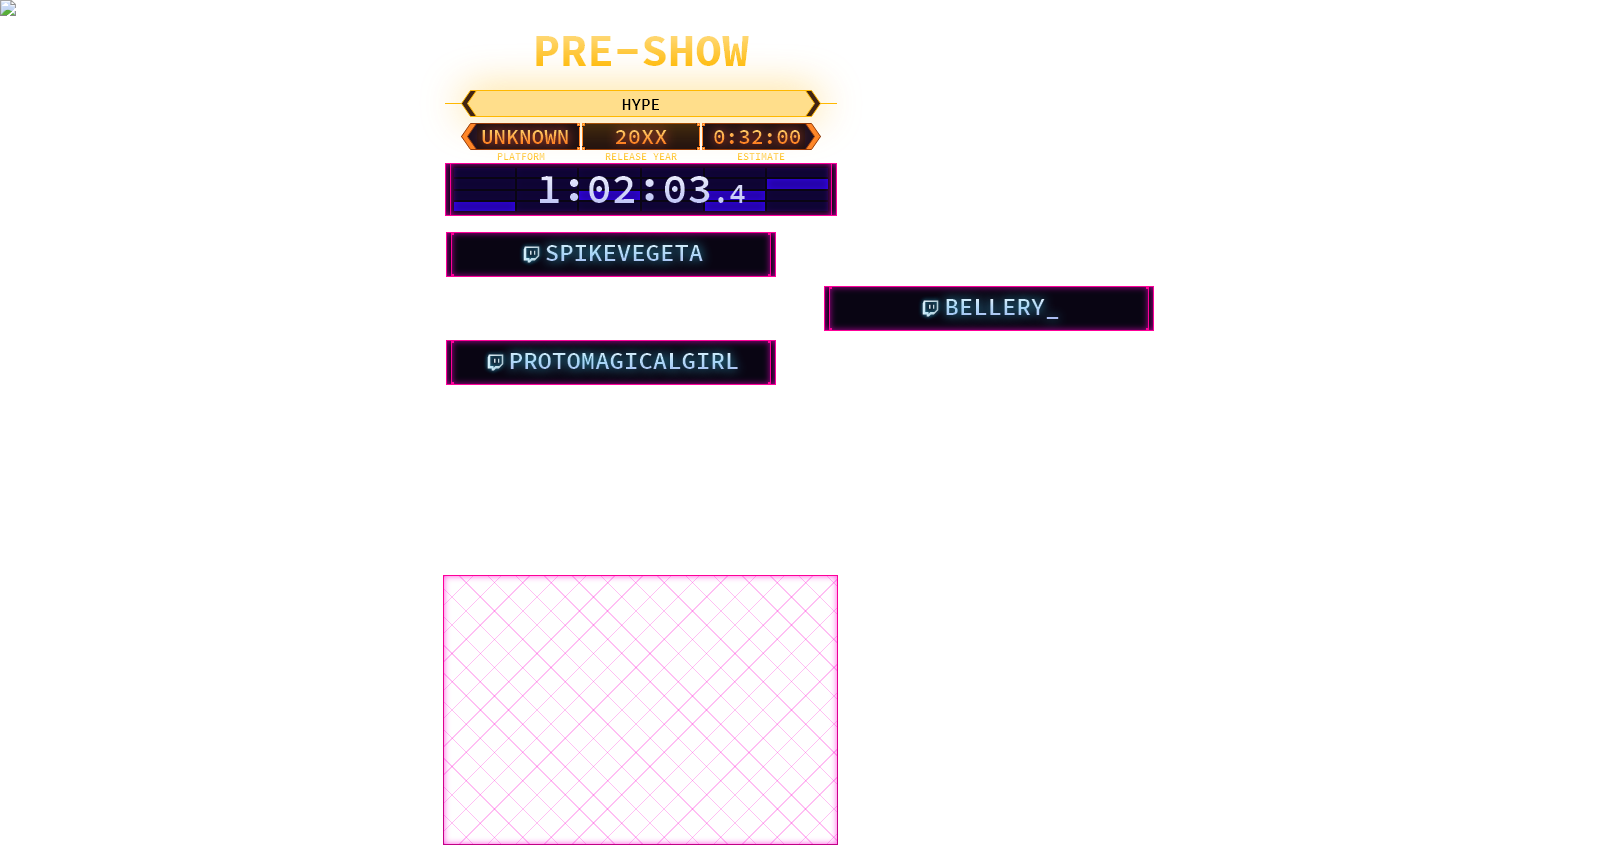 PRE-SHOW
HYPE
UNKNOWN 20XX 0:32:00
PLATFORM RELEASE YEAR ESTIMATE
1:02:03.4
SPIKEVEGETA
BELLERY_
PROTOMAGICALGIRL